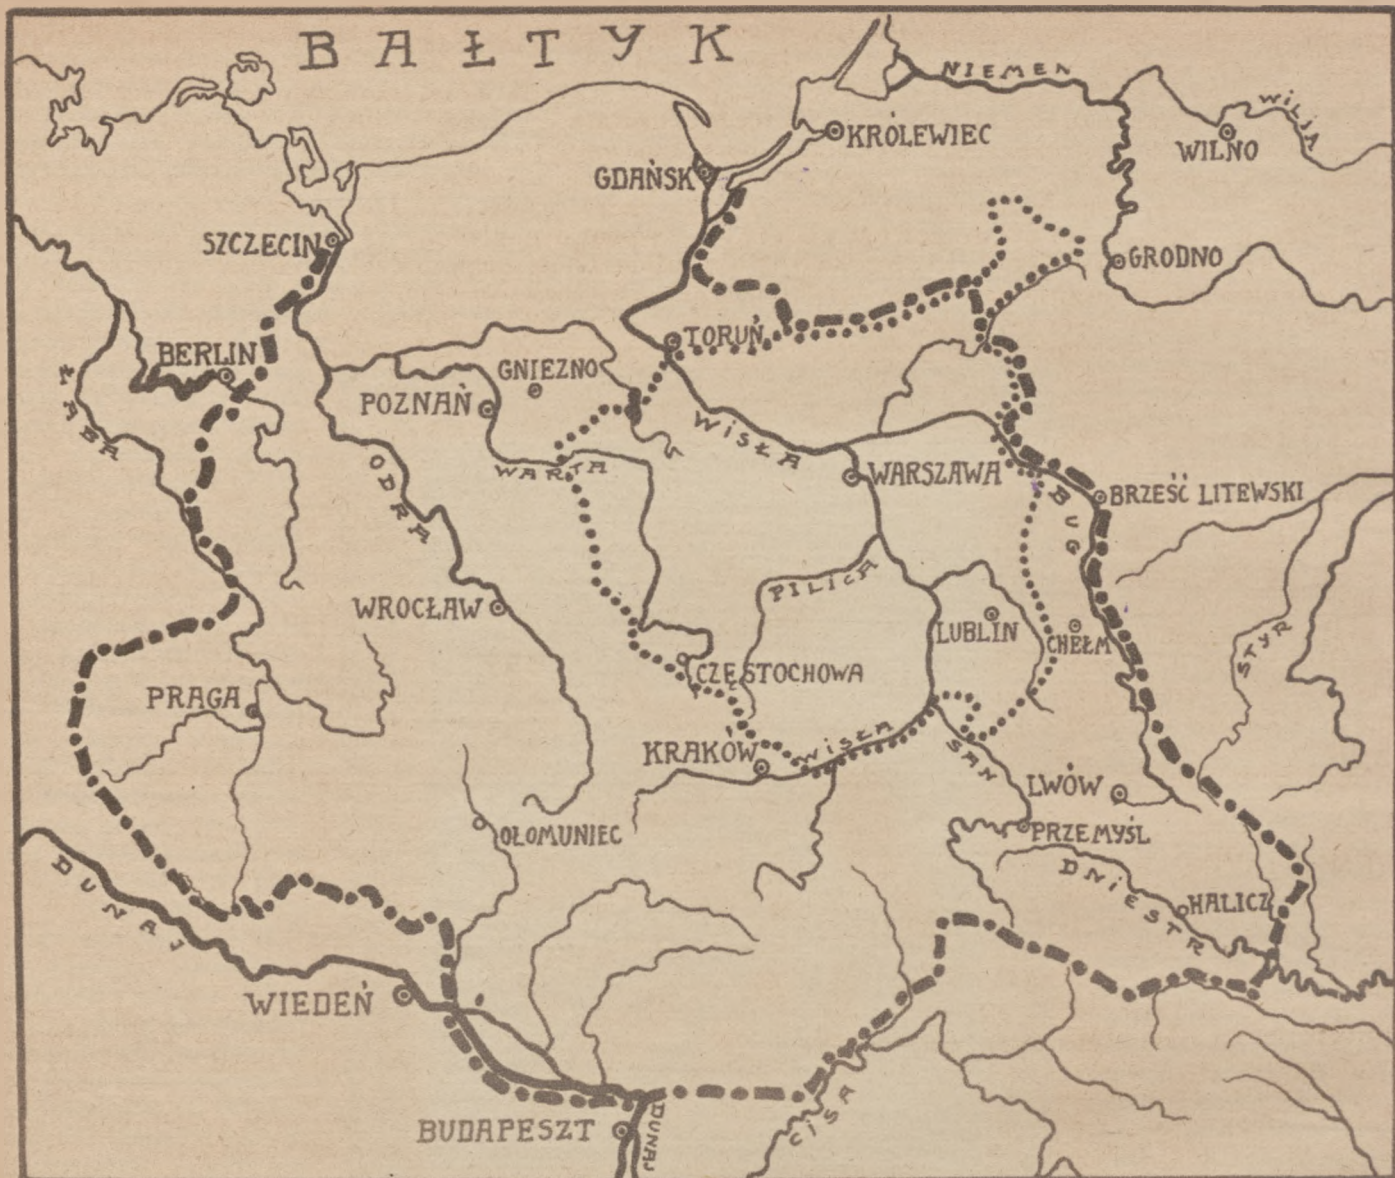 BAŁTYK
NIEMEN
WILJA
KRÓLEWIEC
WILNO
GDAŃSK
SZCZECIN
GRODNO
TORUŃ
BERLIN
GNIEZNO
ŁABA
POZNAŃ
WISŁA
ODRA
WARTA
WARSZAWA
BRZEŚĆ LITEWSKI
BUG
PILICA
WROCŁAW
LUBLIN
CHEŁM
STYR
CZĘSTOCHOWA
PRAGA
WISŁA
KRAKÓW
SAN
LWÓW
OŁOMUNIEC
PRZEMYŚL
DUNAJ
DNIESTR
HALICZ
WIEDEŃ
CISA
BUDAPESZT
DUNAJ